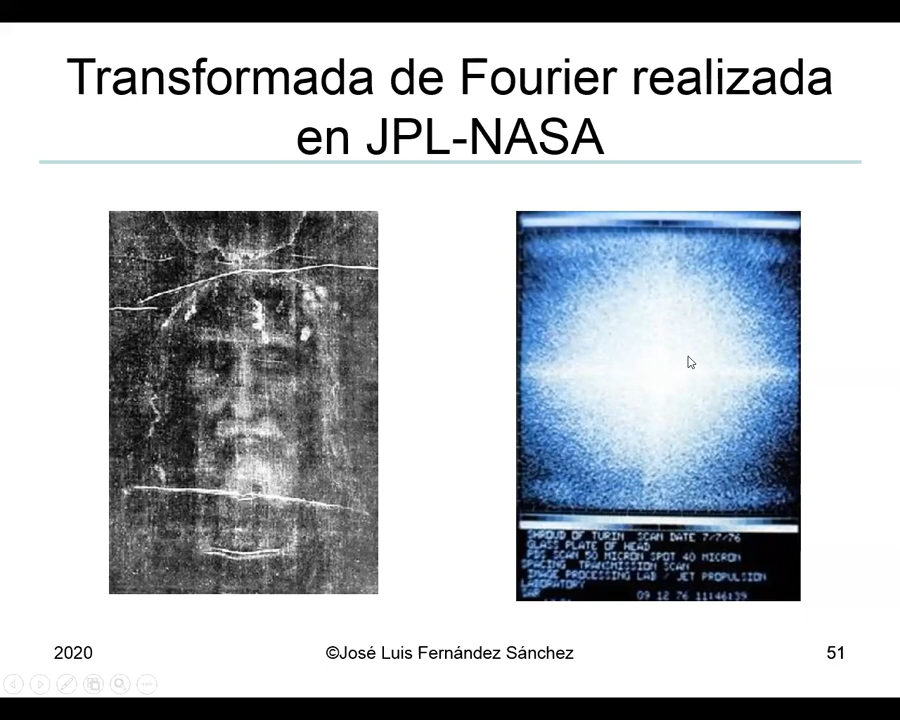 Transformada de Fourier realizada
en JPL-NASA
SHROUD OF TURIN SCAN DATE 7/7/76
GLASS PLATE OF HEAD
PDS SCAN 50 MICRON SPOT 40 MICRON
SPACING TRANSMISSION SCAN
IMAGE PROCESSING LAB / JET PROPULSION
LABORATORY
09 12 76 11:46:39
2020
©José Luis Fernández Sánchez
51